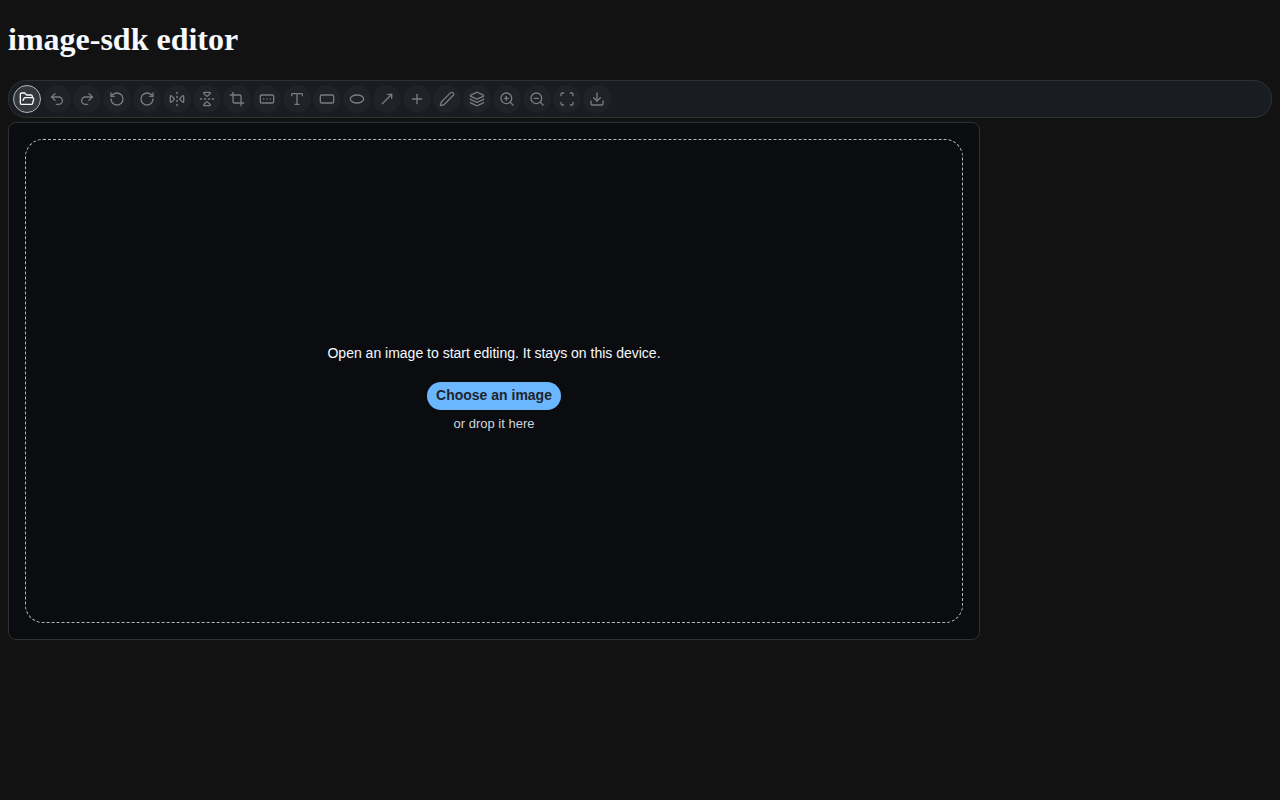 image-sdk editor
Open an image to start editing. It stays on this device.
Choose an image
or drop it here